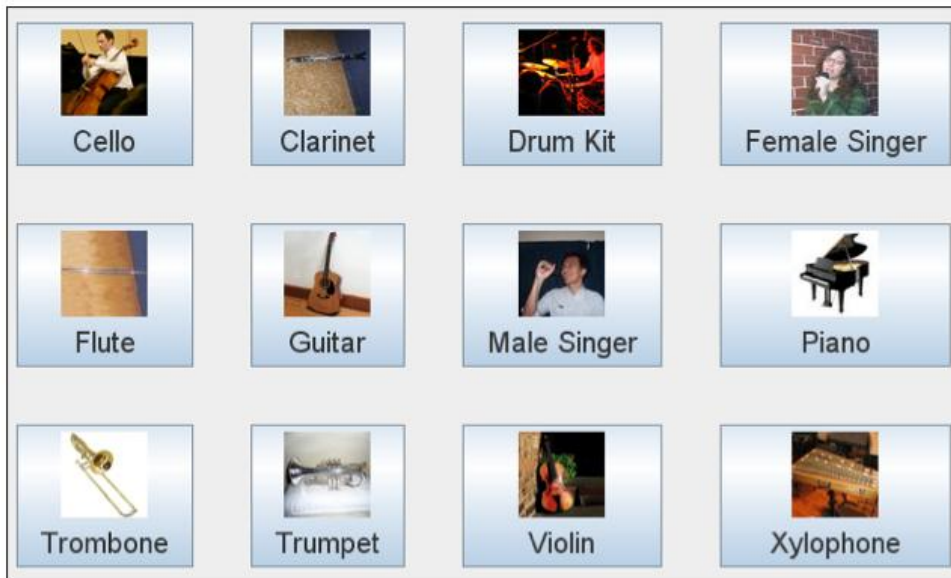 Cello
Clarinet
Drum Kit
Female Singer
Flute
Guitar
Male Singer
Piano
Trombone
Trumpet
Violin
Xylophone